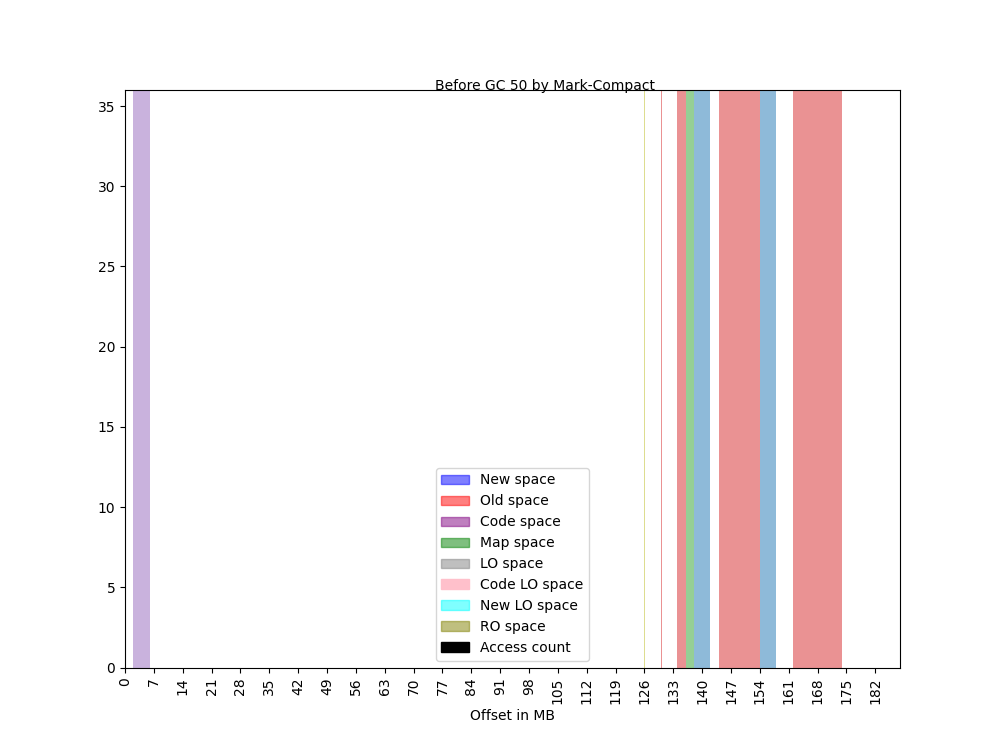 Before GC 50 by Mark-Compact
35
30
25
20
15
10
5
0
New space
Old space
Code space
Map space
LO space
Code LO space
New LO space
RO space
Access count
0 7 14 21 28 35 42 49 56 63 70 77 84 91 98 105 112 119 126 133 140 147 154 161 168 175 182
Offset in MB